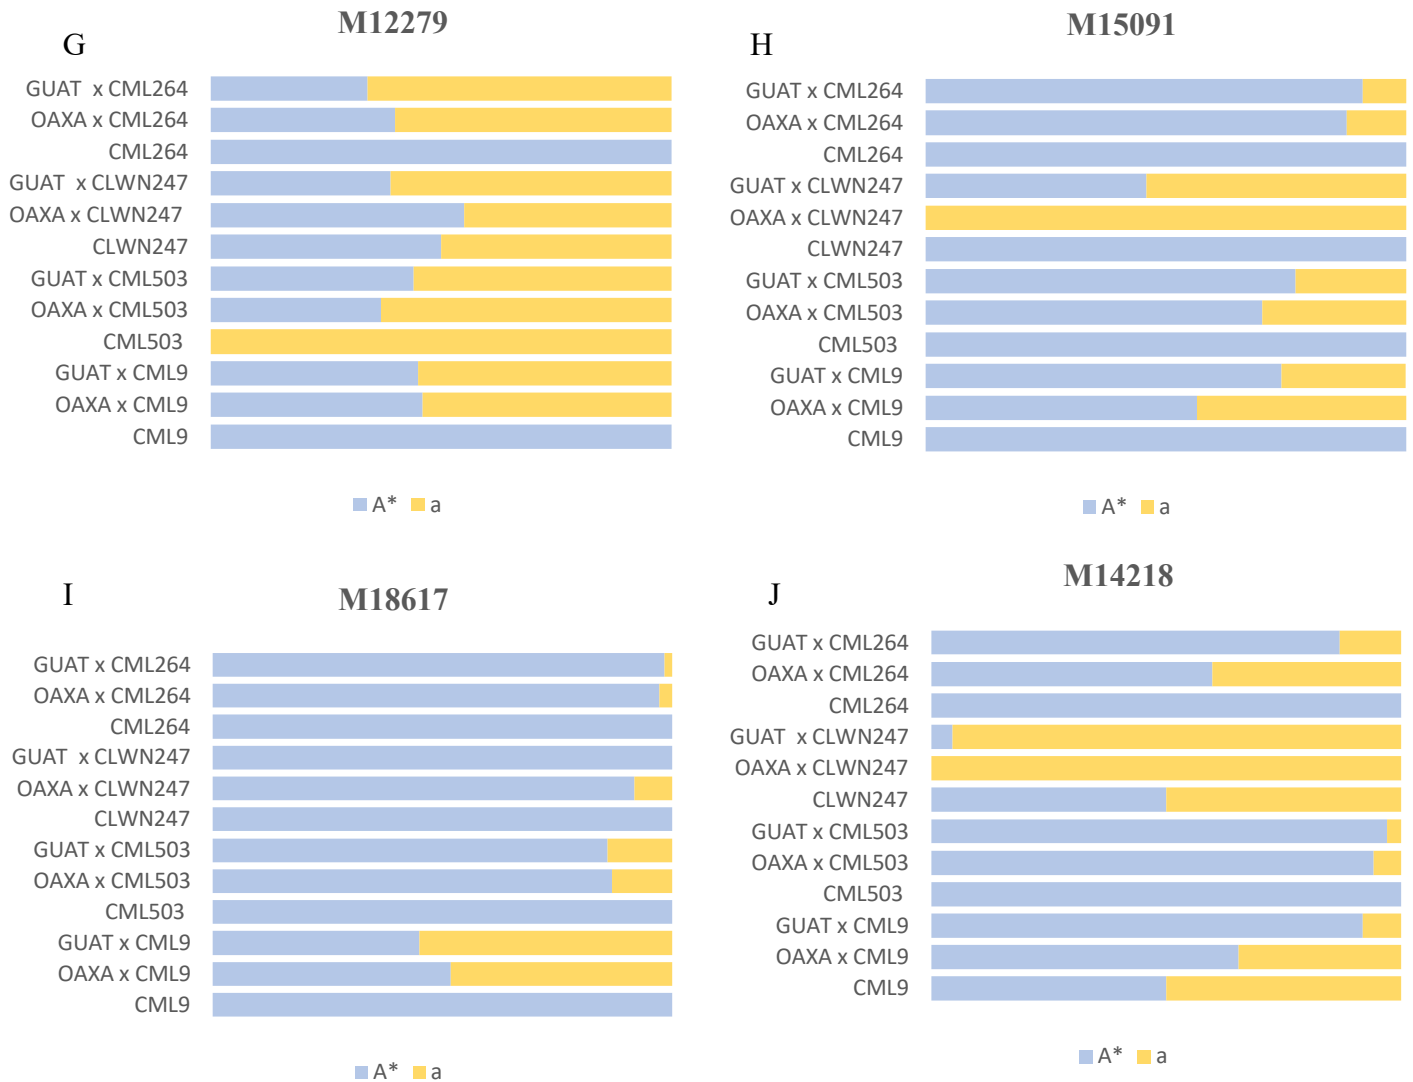 G
M12279
GUAT x CML264
OAXA x CML264
CML264
GUAT x CLWN247
OAXA x CLWN247
CLWN247
GUAT x CML503
OAXA x CML503
CML503
GUAT x CML9
OAXA x CML9
CML9
A* a
H
M15091
GUAT x CML264
OAXA x CML264
CML264
GUAT x CLWN247
OAXA x CLWN247
CLWN247
GUAT x CML503
OAXA x CML503
CML503
GUAT x CML9
OAXA x CML9
CML9
A* a
I
M18617
GUAT x CML264
OAXA x CML264
CML264
GUAT x CLWN247
OAXA x CLWN247
CLWN247
GUAT x CML503
OAXA x CML503
CML503
GUAT x CML9
OAXA x CML9
CML9
A* a
J
M14218
GUAT x CML264
OAXA x CML264
CML264
GUAT x CLWN247
OAXA x CLWN247
CLWN247
GUAT x CML503
OAXA x CML503
CML503
GUAT x CML9
OAXA x CML9
CML9
A* a